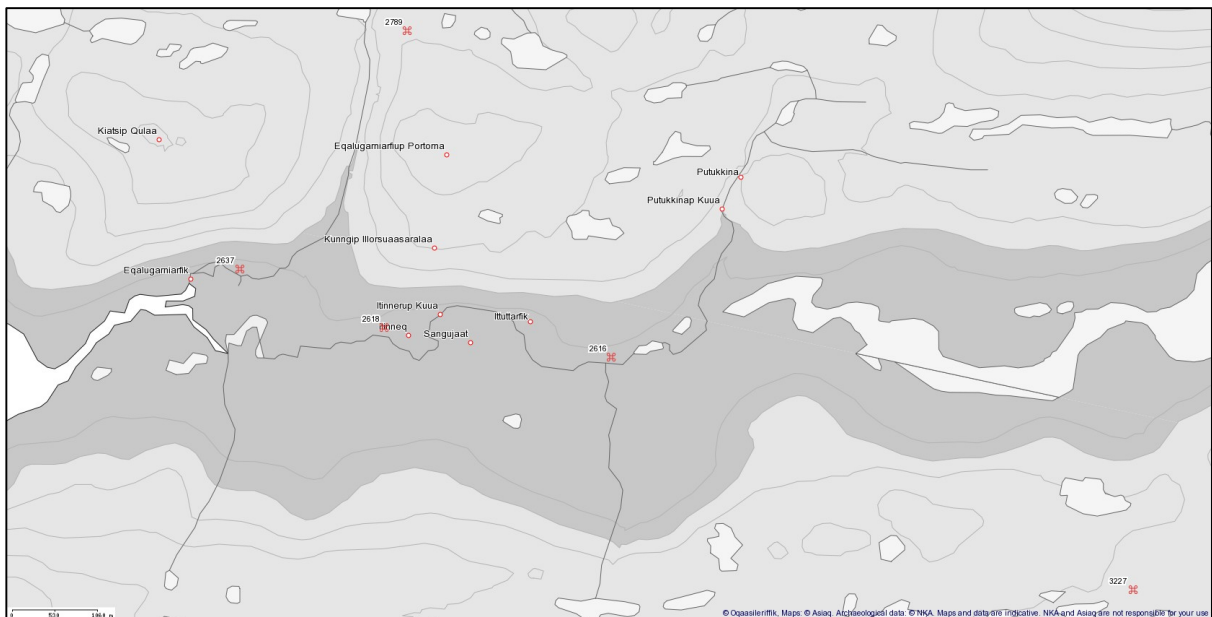 2789
Kiatsip Qulaa
Eqalugamiarfiup Portorna
Putukkina
Putukkinap Kuua
Kunngip Illorsuaasaralaa
2637
Eqalugamiarfik
Itinnerup Kuua
2618
Ittuttarfik
Sangujaat
2616
3227
0
© Oqaasileriffik, Maps: © Asiaq. Archaeological data: © NKA. Maps and data are indicative. NKA and Asiaq are not responsible for your use